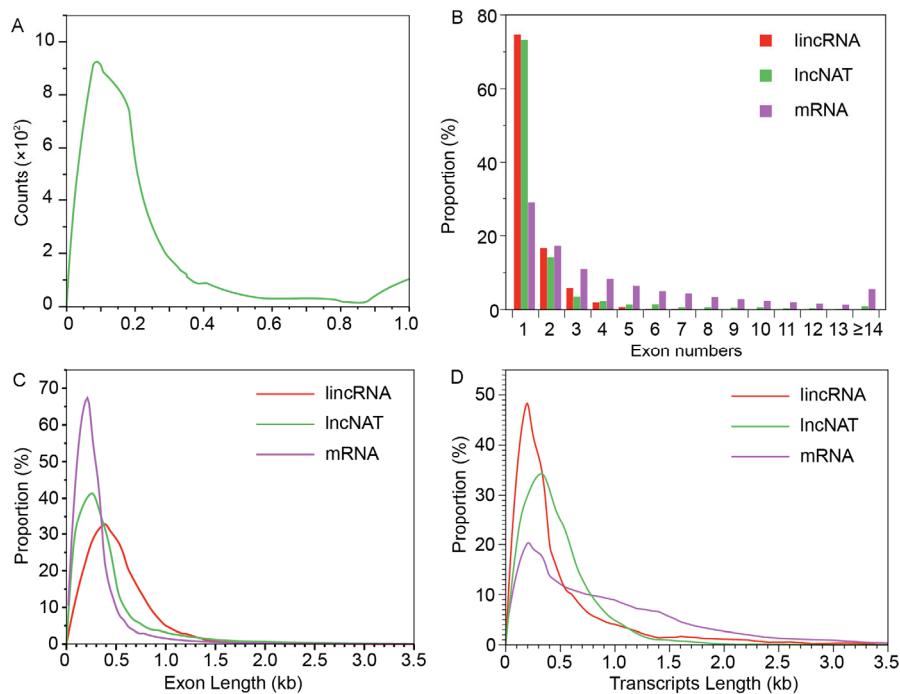 A
Counts (×10²)
10
8
6
4
2
0
0 0.2 0.4 0.6 0.8 1.0
B
Proportion (%)
80
60
40
20
0
lincRNA
lncNAT
mRNA
1 2 3 4 5 6 7 8 9 10 11 12 13 ≥14
Exon numbers
C
Proportion (%)
70
60
50
40
30
20
10
0
lincRNA
lncNAT
mRNA
0 0.5 1.0 1.5 2.0 2.5 3.0 3.5
Exon Length (kb)
D
Proportion (%)
50
40
30
20
10
0
lincRNA
lncNAT
mRNA
0 0.5 1.0 1.5 2.0 2.5 3.0 3.5
Transcripts Length (kb)